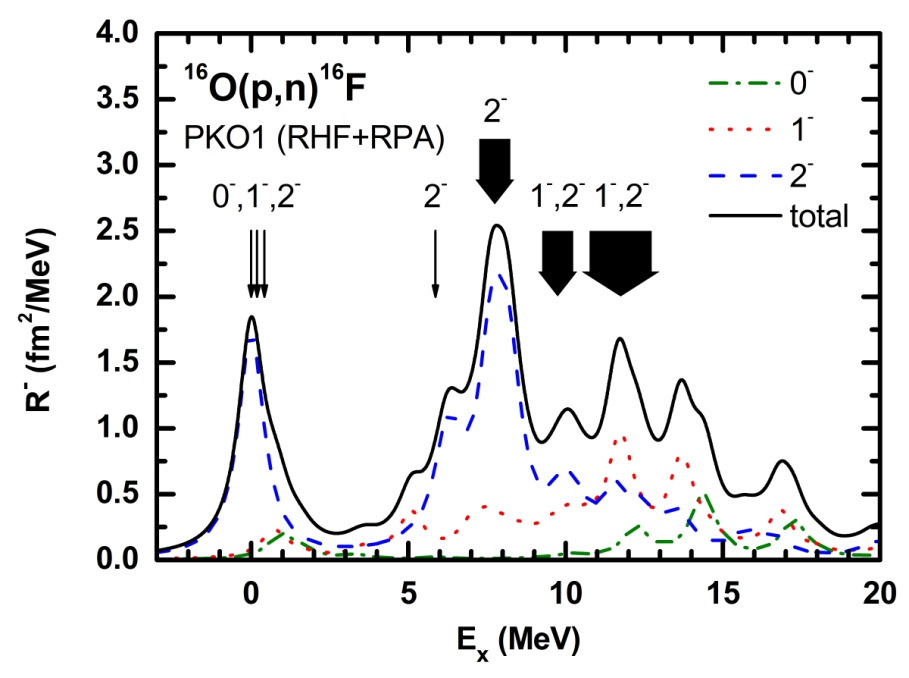 4.0
3.5
3.0
2.5
2.0
1.5
1.0
0.5
0.0
R⁻ (fm²/MeV)
¹⁶O(p,n)¹⁶F
PKO1 (RHF+RPA)
0⁻,1⁻,2⁻
2⁻
2⁻
1⁻,2⁻
1⁻,2⁻
0⁻
1⁻
2⁻
total
0 5 10 15 20
Eₓ (MeV)